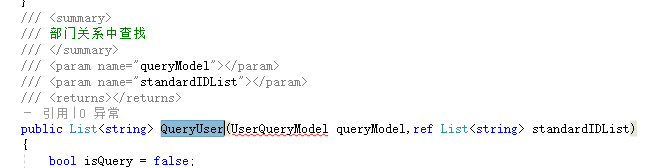 }
/// <summary>
/// 部门关系中查找
/// </summary>
/// <param name="queryModel"></param>
/// <param name="standardIDList"></param>
/// <returns></returns>
— 引用|0 异常
public List<string> QueryUser(UserQueryModel queryModel,ref List<string> standardIDList)
{
bool isQuery = false;